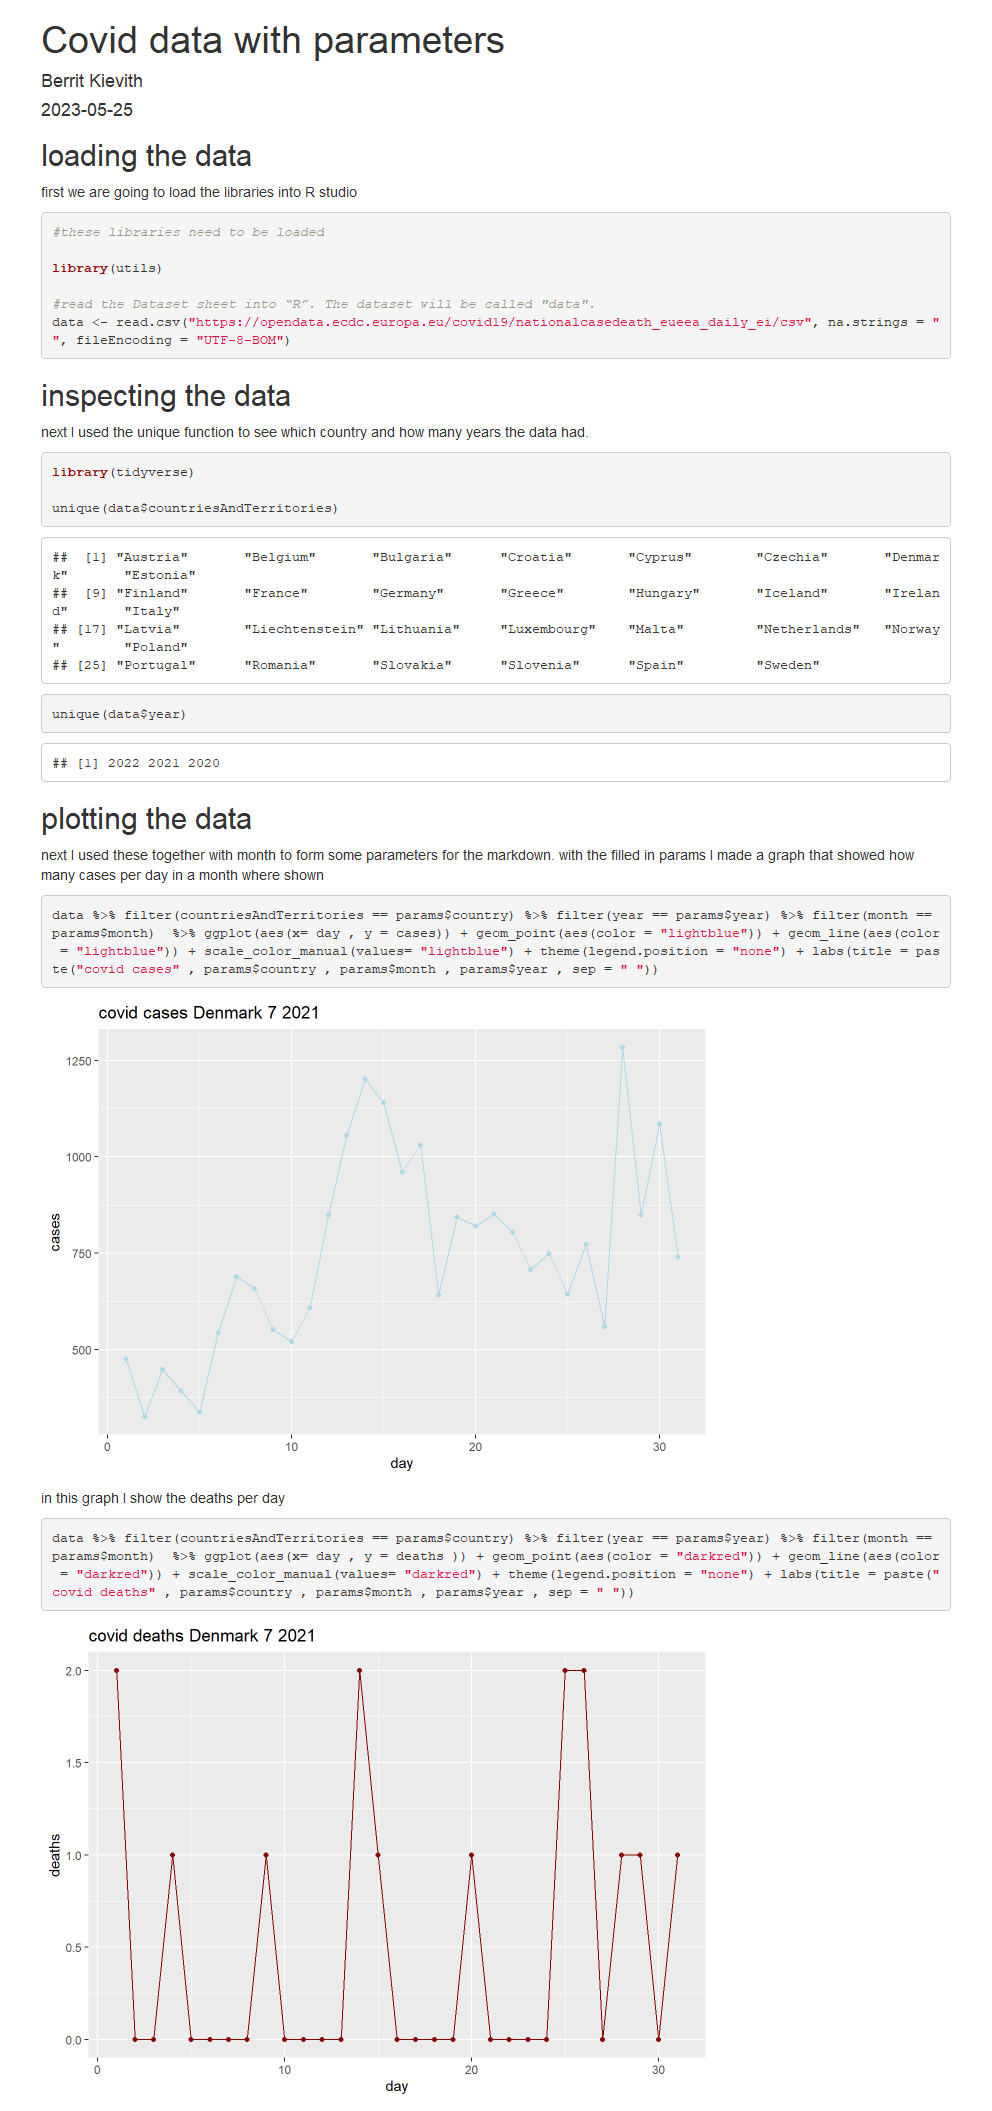 Covid data with parameters
Berrit Kievith
2023-05-25
loading the data
first we are going to load the libraries into R studio
#these libraries need to be loaded
library(utils)
#read the Dataset sheet into “R”. The dataset will be called "data".
data <- read.csv("https://opendata.ecdc.europa.eu/covid19/nationalcasedeath_eueea_daily_ei/csv", na.strings = "
", fileEncoding = "UTF-8-BOM")
inspecting the data
next I used the unique function to see which country and how many years the data had.
library(tidyverse)
unique(data$countriesAndTerritories)
##  [1] "Austria"       "Belgium"       "Bulgaria"      "Croatia"       "Cyprus"        "Czechia"       "Denmar
k"       "Estonia"
##  [9] "Finland"       "France"        "Germany"       "Greece"        "Hungary"       "Iceland"       "Irelan
d"       "Italy"
## [17] "Latvia"        "Liechtenstein" "Lithuania"     "Luxembourg"    "Malta"         "Netherlands"   "Norway
"        "Poland"
## [25] "Portugal"      "Romania"       "Slovakia"      "Slovenia"      "Spain"         "Sweden"
unique(data$year)
## [1] 2022 2021 2020
plotting the data
next I used these together with month to form some parameters for the markdown. with the filled in params I made a graph that showed how
many cases per day in a month where shown
data %>% filter(countriesAndTerritories == params$country) %>% filter(year == params$year) %>% filter(month ==
params$month)  %>% ggplot(aes(x= day , y = cases)) + geom_point(aes(color = "lightblue")) + geom_line(aes(color
 = "lightblue")) + scale_color_manual(values= "lightblue") + theme(legend.position = "none") + labs(title = pas
te("covid cases" , params$country , params$month , params$year , sep = " "))
covid cases Denmark 7 2021
1250
1000
750
500
cases
0 10 20 30
day
in this graph I show the deaths per day
data %>% filter(countriesAndTerritories == params$country) %>% filter(year == params$year) %>% filter(month ==
params$month)  %>% ggplot(aes(x= day , y = deaths )) + geom_point(aes(color = "darkred")) + geom_line(aes(color
 = "darkred")) + scale_color_manual(values= "darkred") + theme(legend.position = "none") + labs(title = paste("
covid deaths" , params$country , params$month , params$year , sep = " "))
covid deaths Denmark 7 2021
2.0
1.5
1.0
0.5
0.0
deaths
0 10 20 30
day